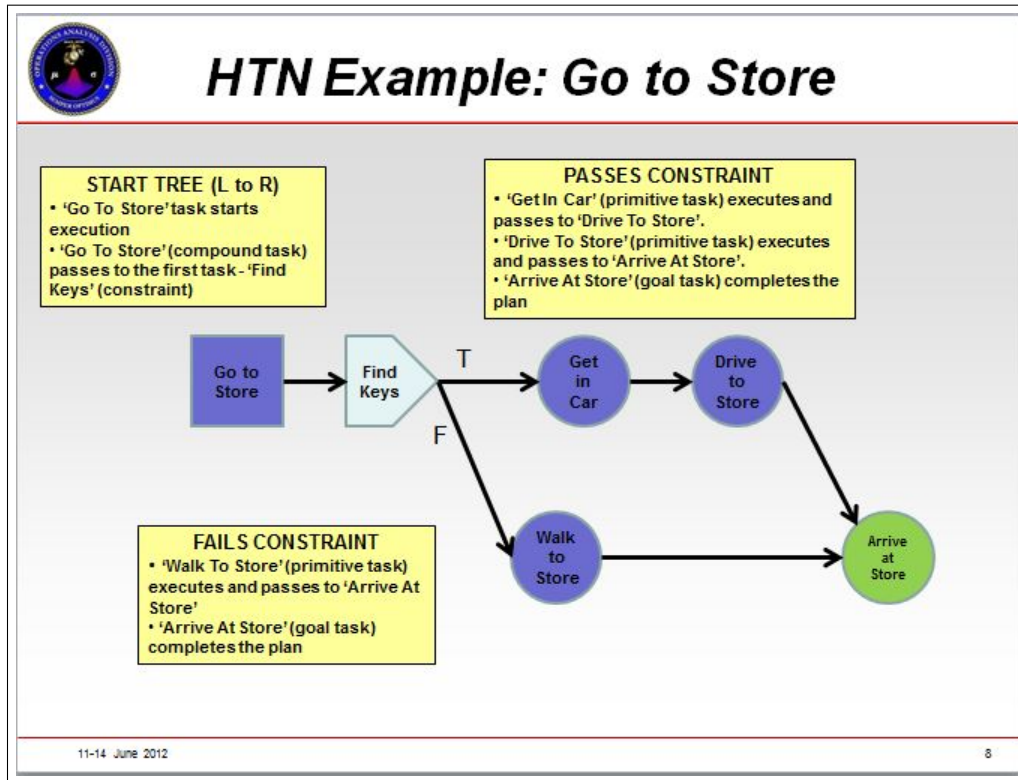 OPERATIONS ANALYSIS DIVISION
μ σ
SEMPER OPTIMUS
HTN Example: Go to Store
START TREE (L to R)
• ‘Go To Store’ task starts
execution
• ‘Go To Store’ (compound task)
passes to the first task - ‘Find
Keys’ (constraint)
PASSES CONSTRAINT
• ‘Get In Car’ (primitive task) executes and
passes to ‘Drive To Store’.
• ‘Drive To Store’ (primitive task) executes
and passes to ‘Arrive At Store’.
• ‘Arrive At Store’ (goal task) completes the
plan
Go to
Store
Find
Keys
T
F
Get
in
Car
Drive
to
Store
FAILS CONSTRAINT
• ‘Walk To Store’ (primitive task)
executes and passes to ‘Arrive At
Store’
• ‘Arrive At Store’ (goal task)
completes the plan
Walk
to
Store
Arrive
at
Store
11-14 June 2012
8